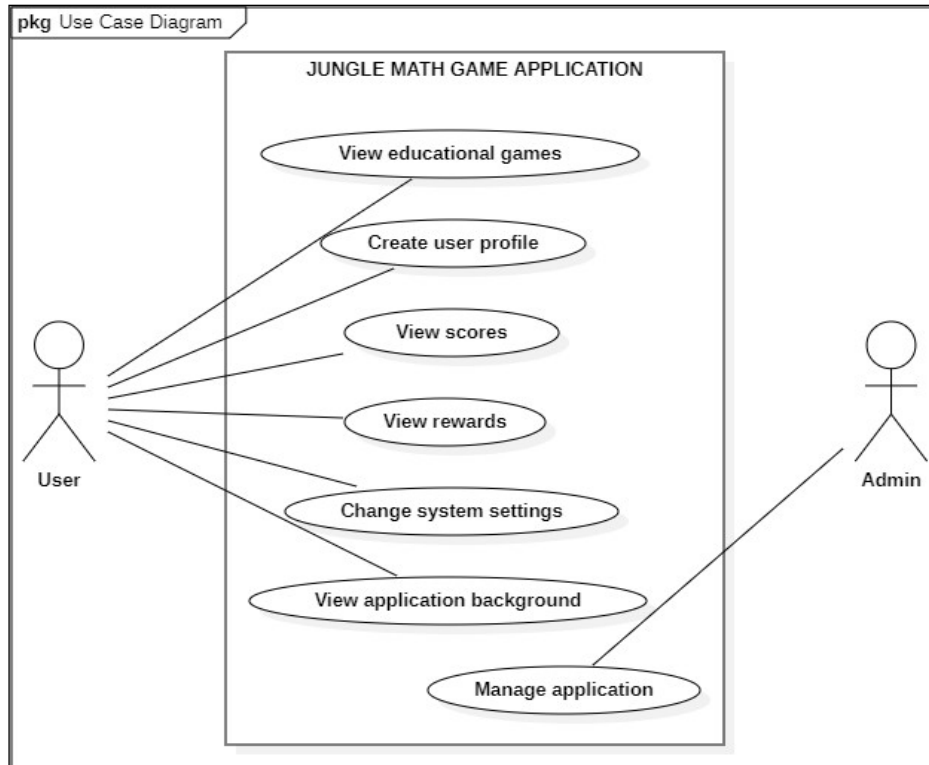 pkg Use Case Diagram
JUNGLE MATH GAME APPLICATION
View educational games
Create user profile
View scores
View rewards
User
Admin
Change system settings
View application background
Manage application